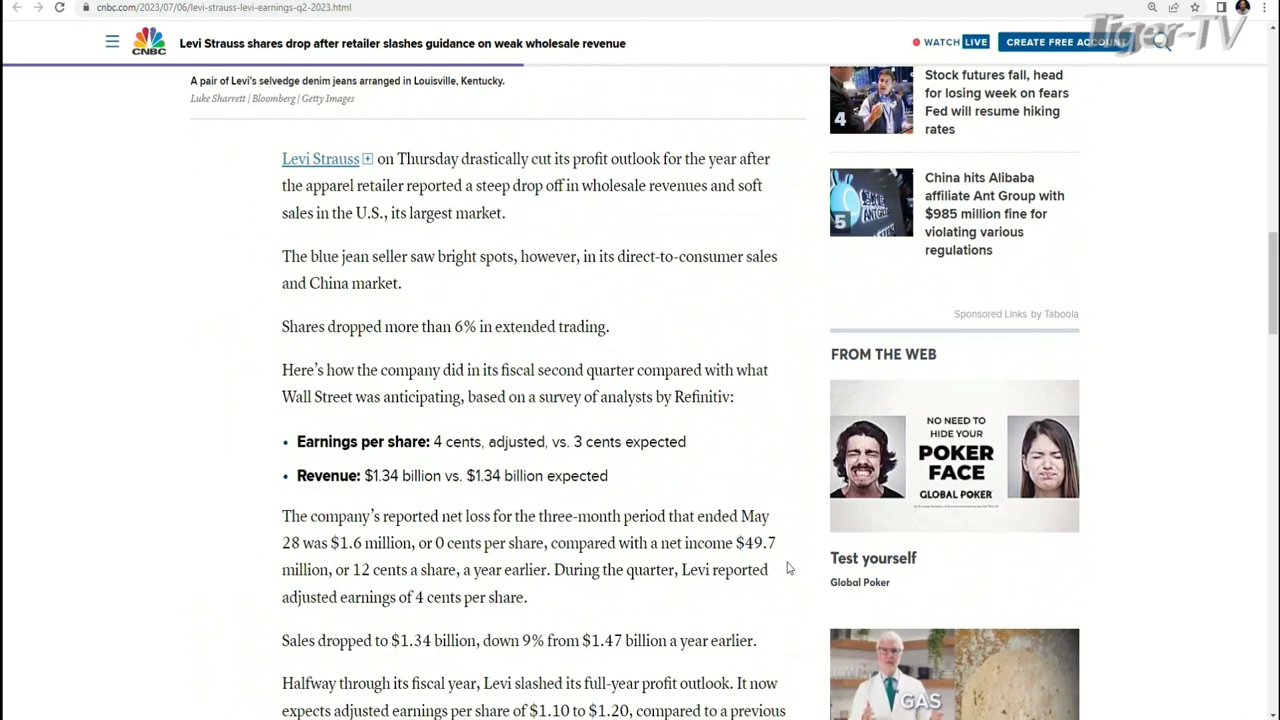 cnbc.com/2023/07/06/levi-strauss-levi-earnings-q2-2023.html
Tiger-TV
CNBC
Levi Strauss shares drop after retailer slashes guidance on weak wholesale revenue
WATCH LIVE
CREATE FREE ACCOUNT
A pair of Levi's selvedge denim jeans arranged in Louisville, Kentucky.
Luke Sharrett | Bloomberg | Getty Images
Levi Strauss on Thursday drastically cut its profit outlook for the year after
the apparel retailer reported a steep drop off in wholesale revenues and soft
sales in the U.S., its largest market.
The blue jean seller saw bright spots, however, in its direct-to-consumer sales
and China market.
Shares dropped more than 6% in extended trading.
Here's how the company did in its fiscal second quarter compared with what
Wall Street was anticipating, based on a survey of analysts by Refinitiv:
• Earnings per share: 4 cents, adjusted, vs. 3 cents expected
• Revenue: $1.34 billion vs. $1.34 billion expected
The company's reported net loss for the three-month period that ended May
28 was $1.6 million, or 0 cents per share, compared with a net income $49.7
million, or 12 cents a share, a year earlier. During the quarter, Levi reported
adjusted earnings of 4 cents per share.
Sales dropped to $1.34 billion, down 9% from $1.47 billion a year earlier.
Halfway through its fiscal year, Levi slashed its full-year profit outlook. It now
expects adjusted earnings per share of $1.10 to $1.20, compared to a previous
4
Stock futures fall, head
for losing week on fears
Fed will resume hiking
rates
5
China hits Alibaba
affiliate Ant Group with
$985 million fine for
violating various
regulations
Sponsored Links by Taboola
FROM THE WEB
NO NEED TO
HIDE YOUR
POKER
FACE
GLOBAL POKER
Test yourself
Global Poker
GAS